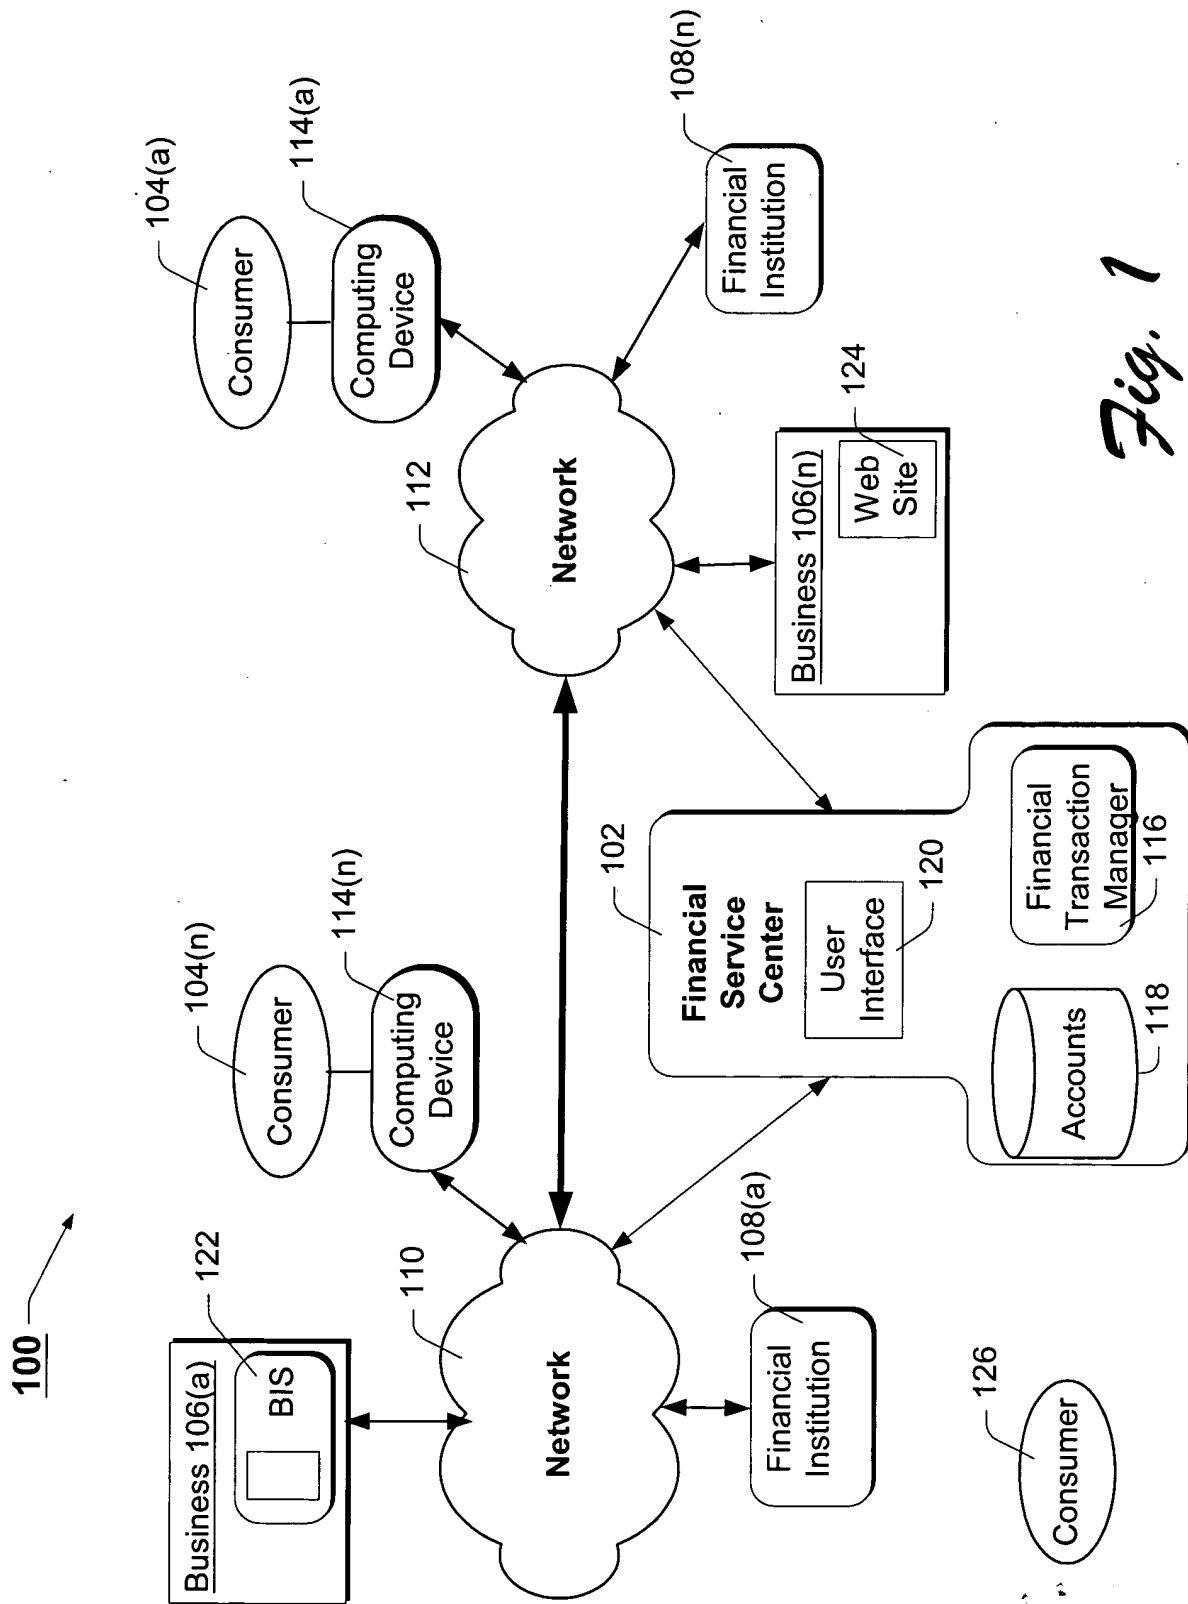 100
Business 106(a)
BIS
122
Consumer
104(n)
Computing
Device
114(n)
Consumer
104(a)
Computing
Device
114(a)
Network
110
Network
112
Financial
Institution
108(a)
Financial
Institution
108(n)
Financial
Service
Center
102
User
Interface
120
Business 106(n)
Web
Site
124
Accounts
118
Financial
Transaction
Manager
116
Consumer
126
Fig. 1